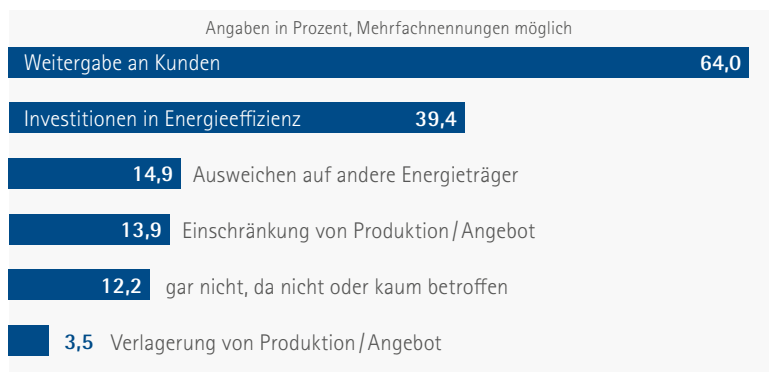 Angaben in Prozent, Mehrfachnennungen möglich
Weitergabe an Kunden 64,0
Investitionen in Energieeffizienz 39,4
14,9 Ausweichen auf andere Energieträger
13,9 Einschränkung von Produktion/Angebot
12,2 gar nicht, da nicht oder kaum betroffen
3,5 Verlagerung von Produktion/Angebot